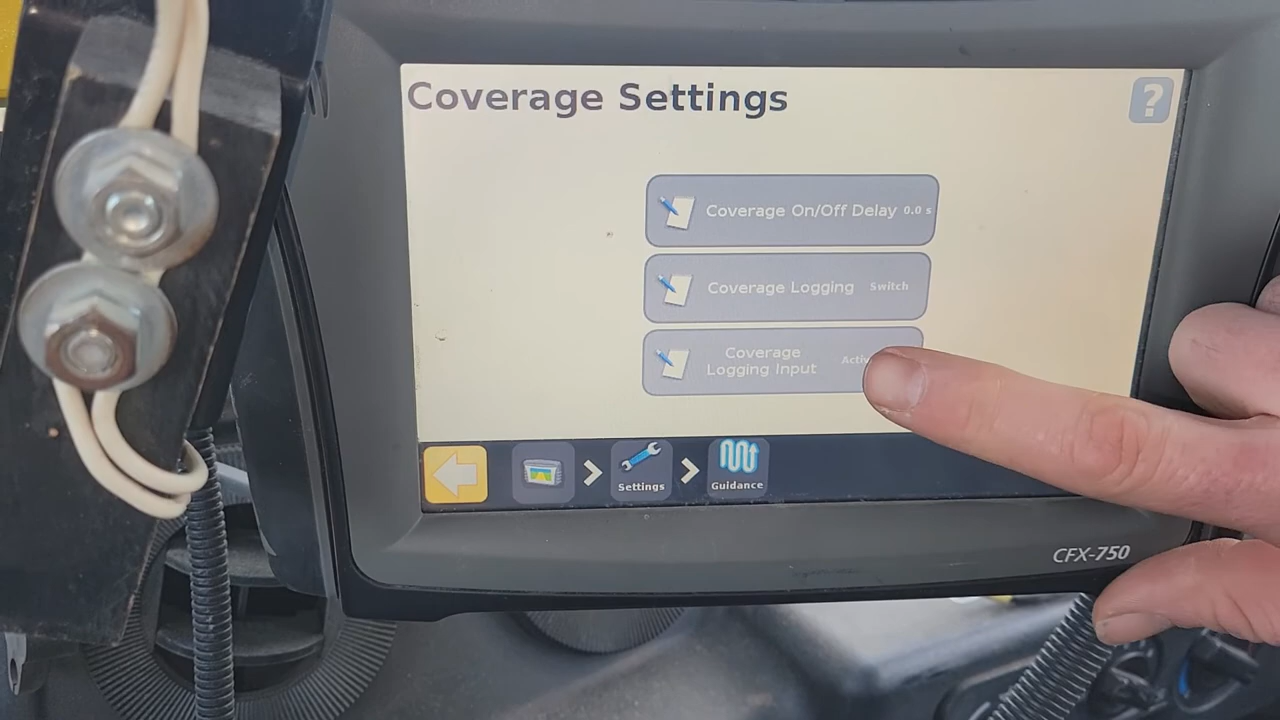 Coverage Settings
?
Coverage On/Off Delay 0.0 s
Coverage Logging Switch
Coverage
Logging Input
Settings
Guidance
CFX-750